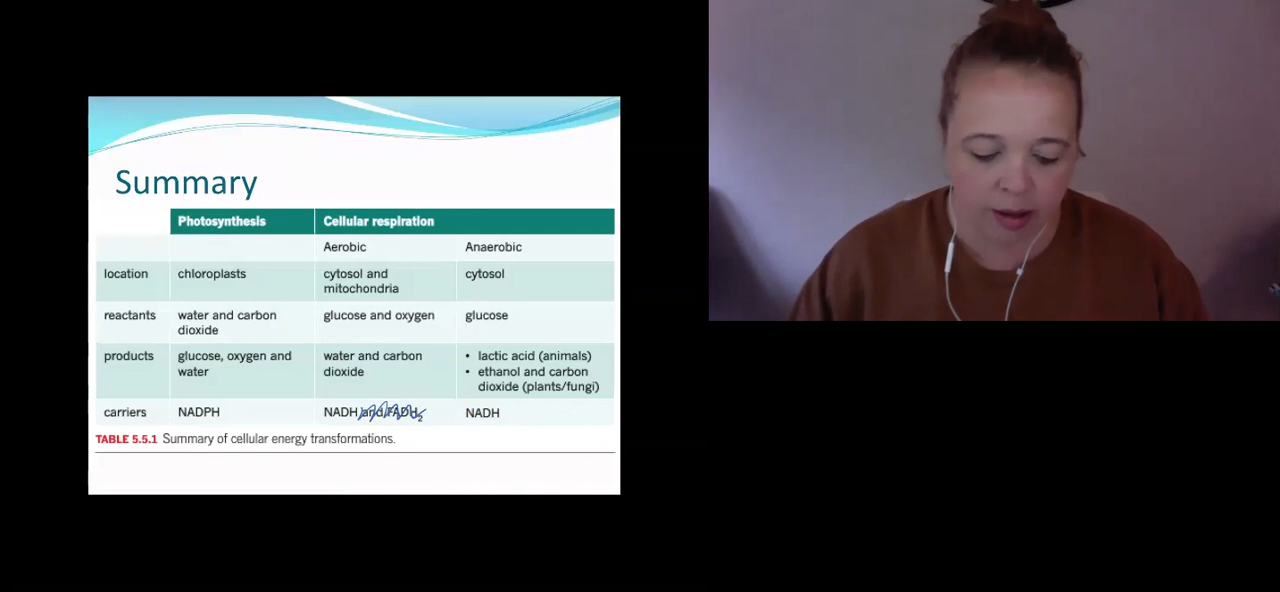 Summary
Photosynthesis Cellular respiration
Aerobic Anaerobic
location chloroplasts cytosol and cytosol
mitochondria
reactants water and carbon glucose and oxygen glucose
dioxide
products glucose, oxygen and water and carbon • lactic acid (animals)
water dioxide • ethanol and carbon
dioxide (plants/fungi)
carriers NADPH NADH and FADH₂ NADH
TABLE 5.5.1 Summary of cellular energy transformations.